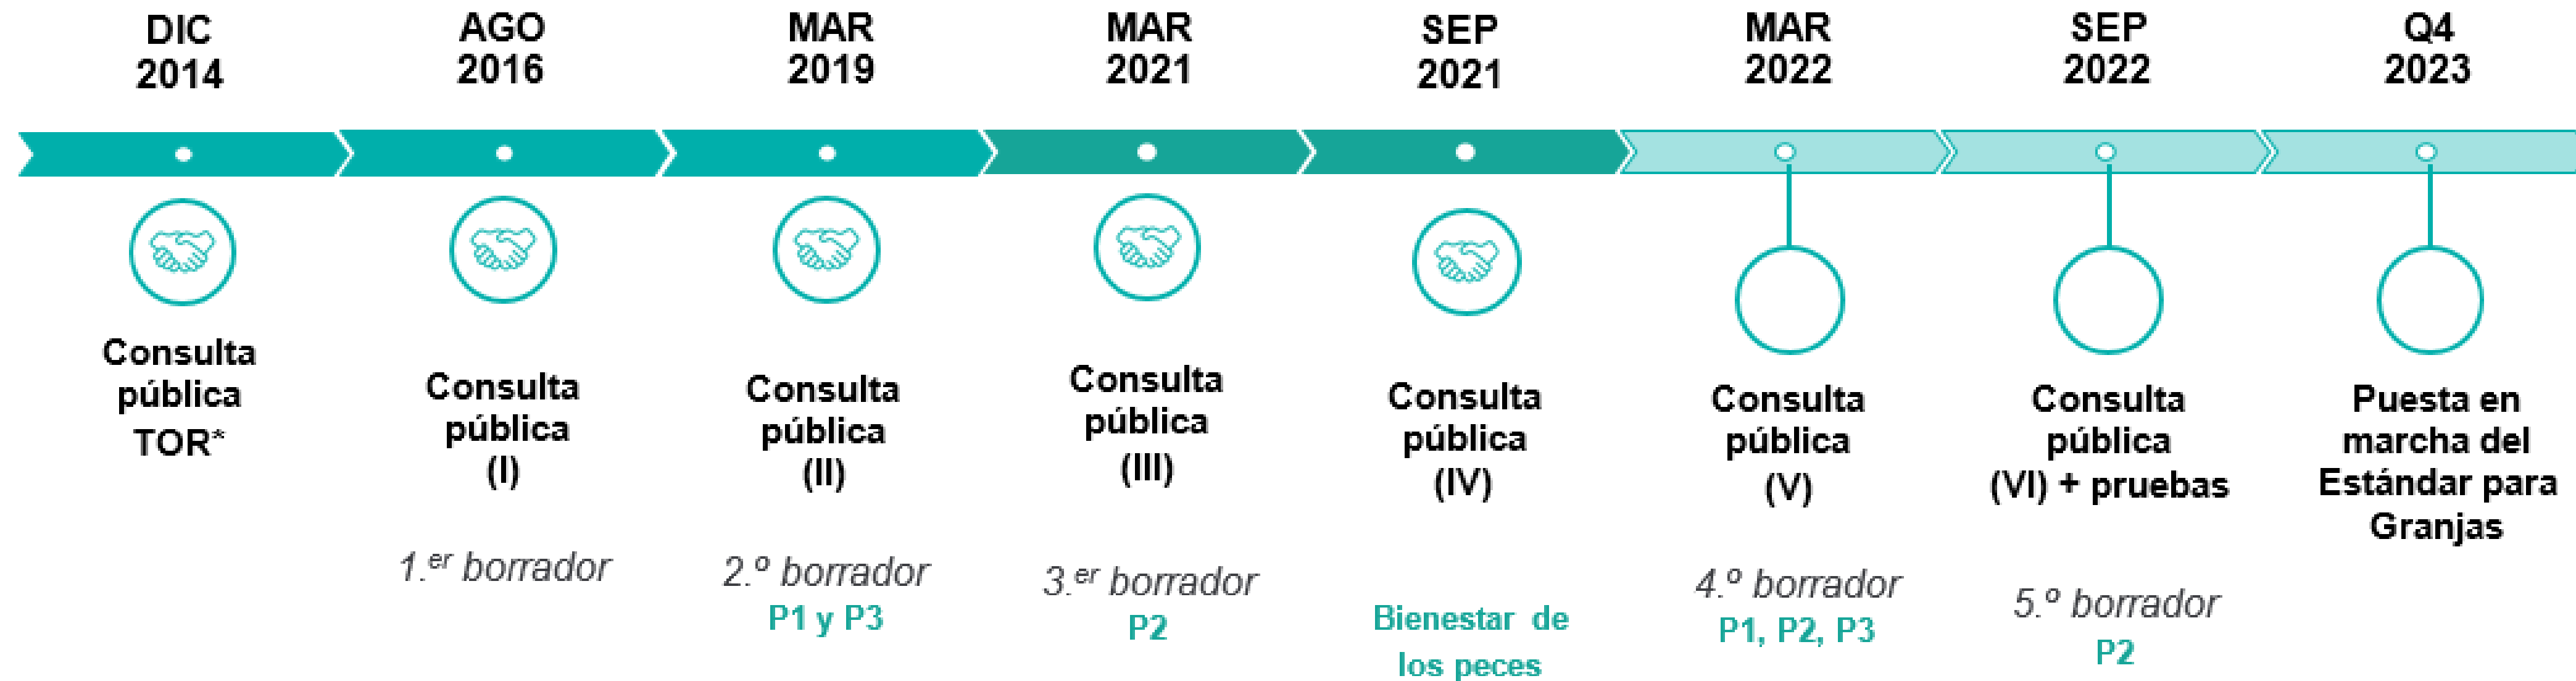 DIC
2014
Consulta
pública
TOR*
AGO
2016
Consulta
pública
(I)
1.er borrador
MAR
2019
Consulta
pública
(II)
2.º borrador
P1 y P3
MAR
2021
Consulta
pública
(III)
3.er borrador
P2
SEP
2021
Consulta
pública
(IV)
Bienestar de
los peces
MAR
2022
Consulta
pública
(V)
4.º borrador
P1, P2, P3
SEP
2022
Consulta
pública
(VI) + pruebas
5.º borrador
P2
Q4
2023
Puesta en
marcha del
Estándar para
Granjas